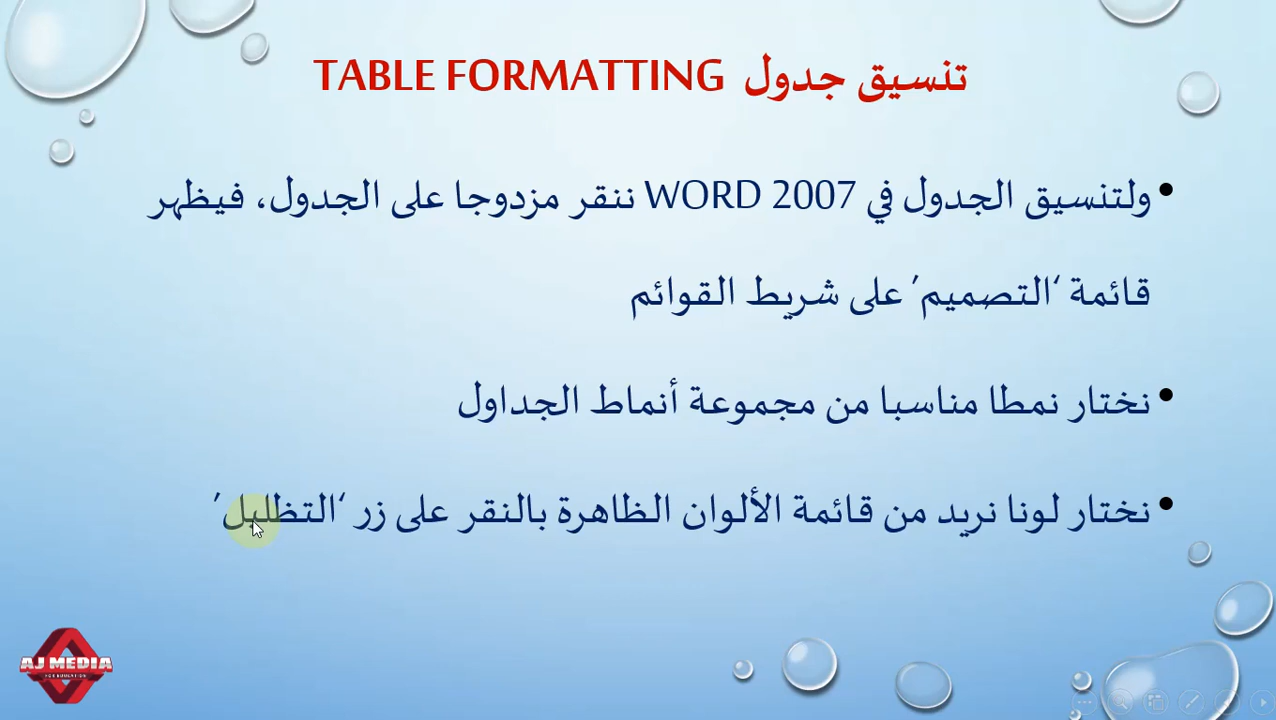 تنسيق جدول TABLE FORMATTING
• ولتنسيق الجدول في WORD 2007 ننقر مزدوجا على الجدول، فيظهر
قائمة ‘التصميم’ على شريط القوائم
• نختار نمطا مناسبا من مجموعة أنماط الجداول
• نختار لونا نريد من قائمة الألوان الظاهرة بالنقر على زر ‘التظليل’
AJ MEDIA
FOR EDUCATION